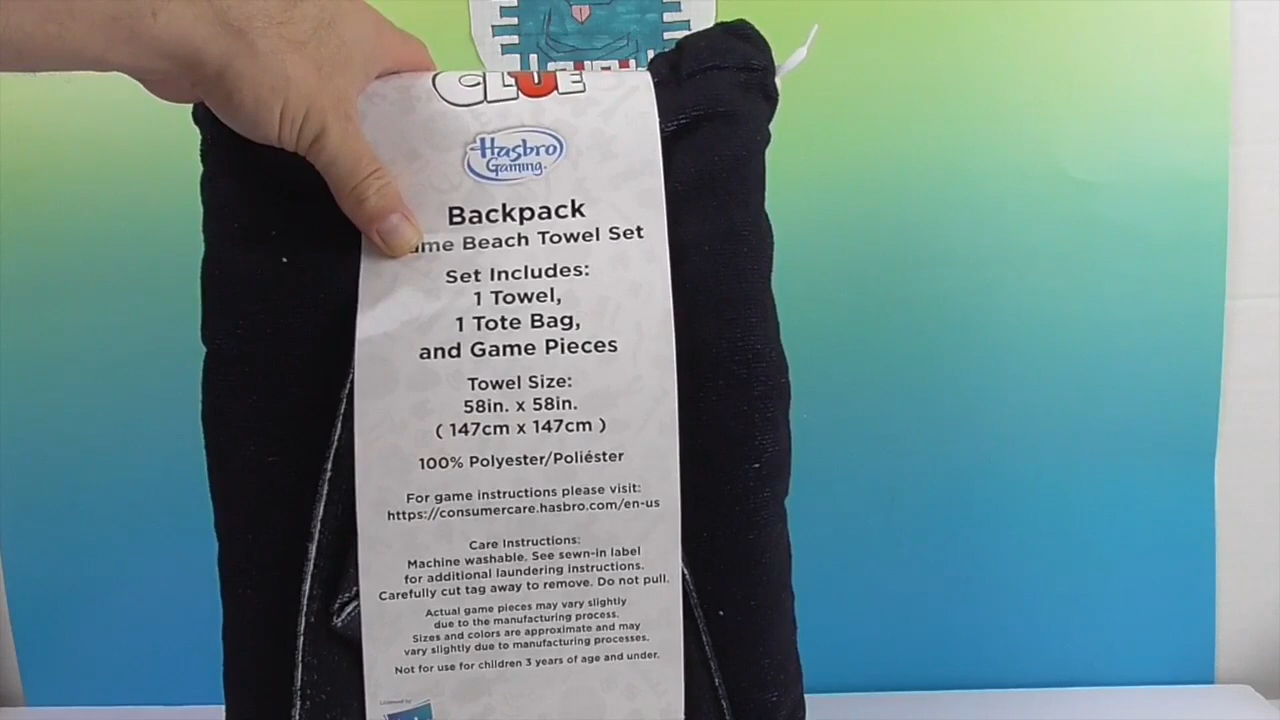 CLUE
Hasbro
Gaming.
Backpack
me Beach Towel Set
Set Includes:
1 Towel,
1 Tote Bag,
and Game Pieces
Towel Size:
58in. x 58in.
( 147cm x 147cm )
100% Polyester/Poliéster
For game instructions please visit:
https://consumercare.hasbro.com/en-us
Care Instructions:
Machine washable. See sewn-in label
for additional laundering instructions.
Carefully cut tag away to remove. Do not pull.
Actual game pieces may vary slightly
due to the manufacturing process.
Sizes and colors are approximate and may
vary slightly due to manufacturing processes.
Not for use for children 3 years of age and under.
Licensed by: